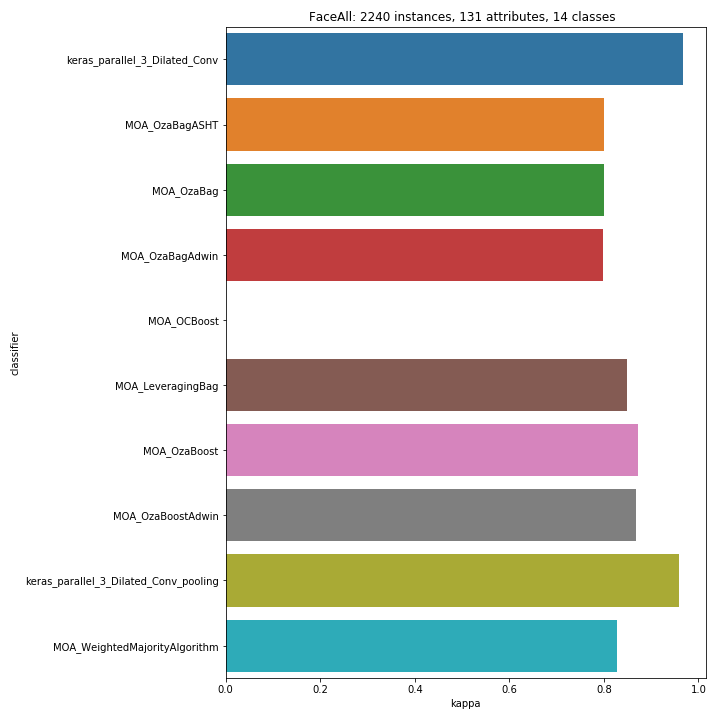 FaceAll: 2240 instances, 131 attributes, 14 classes
classifier
keras_parallel_3_Dilated_Conv
MOA_OzaBagASHT
MOA_OzaBag
MOA_OzaBagAdwin
MOA_OCBoost
MOA_LeveragingBag
MOA_OzaBoost
MOA_OzaBoostAdwin
keras_parallel_3_Dilated_Conv_pooling
MOA_WeightedMajorityAlgorithm
0.0 0.2 0.4 0.6 0.8 1.0
kappa